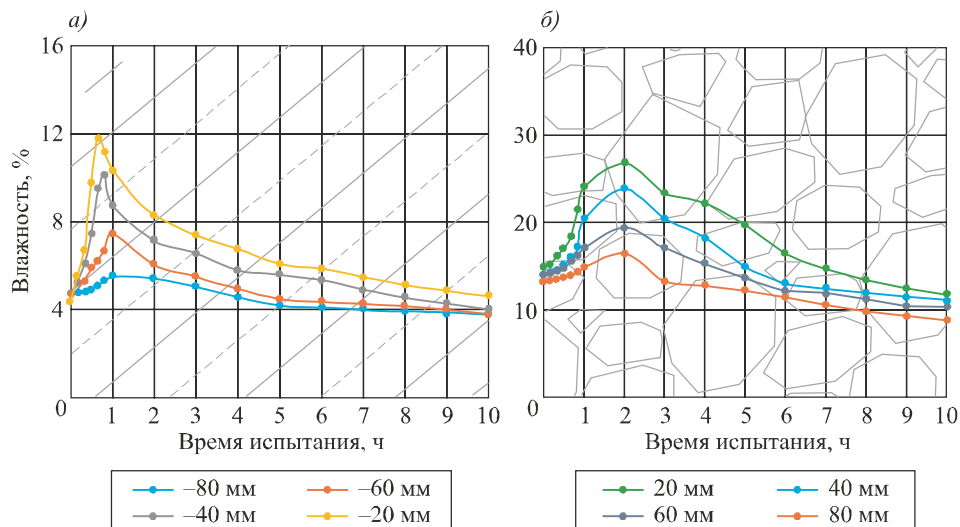 а)
16
12
8
4
0
1 2 3 4 5 6 7 8 9 10
Влажность, %
Время испытания, ч
–80 мм –60 мм
–40 мм –20 мм
б)
40
30
20
10
0
1 2 3 4 5 6 7 8 9 10
Время испытания, ч
20 мм 40 мм
60 мм 80 мм